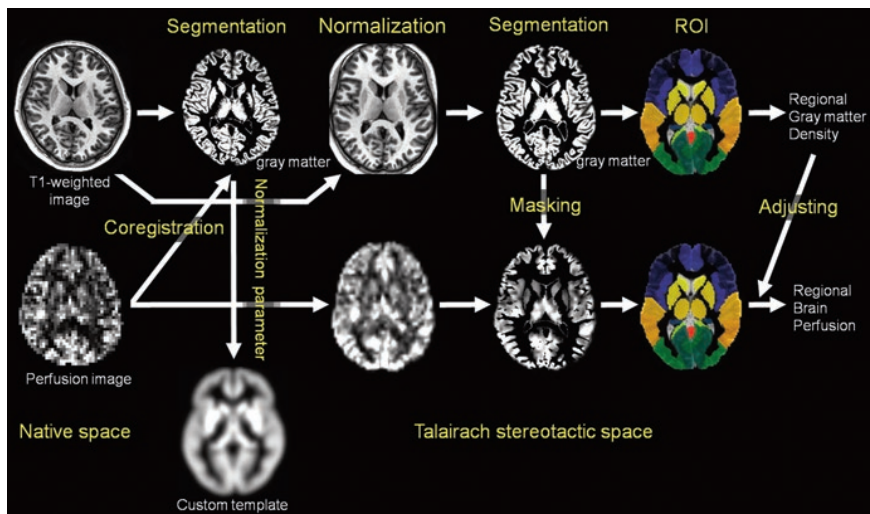 Segmentation
Normalization
Segmentation
ROI
gray matter
gray matter
Regional
Gray matter
Density
T1-weighted
image
Coregistration
Normalization parameter
Masking
Adjusting
Perfusion image
Regional
Brain
Perfusion
Native space
Talairach stereotactic space
Custom template